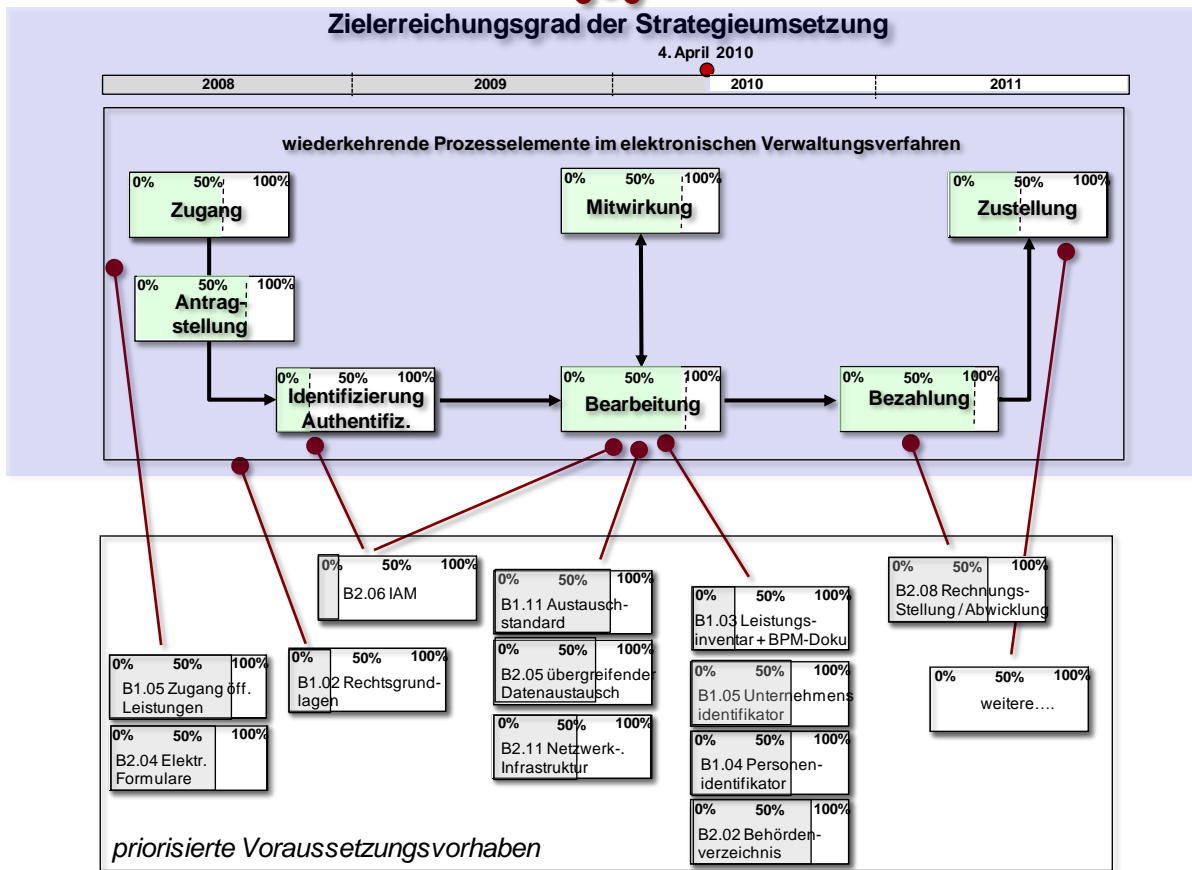 Zielerreichungsgrad der Strategieumsetzung
4. April 2010
2008 2009 2010 2011
wiederkehrende Prozesselemente im elektronischen Verwaltungsverfahren
0% 50% 100%
Zugang
0% 50% 100%
Mitwirkung
0% 50% 100%
Zustellung
0% 50% 100%
Antrag-
stellung
0% 50% 100%
Identifizierung
Authentifiz.
0% 50% 100%
Bearbeitung
0% 50% 100%
Bezahlung
0% 50% 100%
B2.06 IAM
0% 50% 100%
B1.11 Austausch-
standard
0% 50% 100%
B1.03 Leistungs-
inventar + BPM-Doku
0% 50% 100%
B2.08 Rechnungs-
Stellung / Abwicklung
0% 50% 100%
B1.05 Zugang öff.
Leistungen
0% 50% 100%
B1.02 Rechtsgrund-
lagen
0% 50% 100%
B2.05 übergreifender
Datenaustausch
0% 50% 100%
B1.05 Unternehmens
identifikator
0% 50% 100%
weitere....
0% 50% 100%
B2.04 Elektr.
Formulare
0% 50% 100%
B2.11 Netzwerk-.
Infrastruktur
0% 50% 100%
B1.04 Personen-
identifikator
0% 50% 100%
B2.02 Behörden-
verzeichnis
priorisierte Voraussetzungsvorhaben